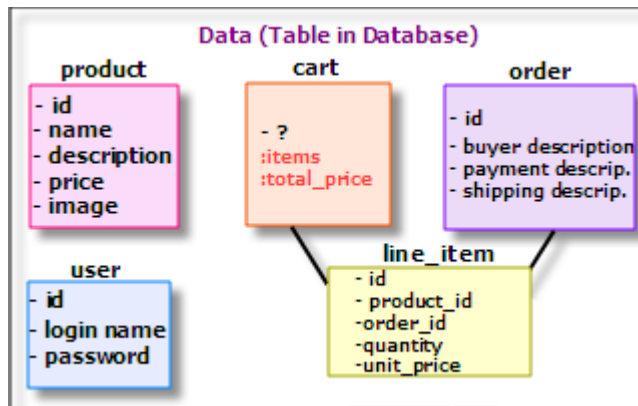 Data (Table in Database)
product
- id
- name
- description
- price
- image
cart
- ?
:items
:total_price
order
- id
- buyer description
- payment descrip.
- shipping descrip.
user
- id
- login name
- password
line_item
- id
- product_id
-order_id
-quantity
-unit_price